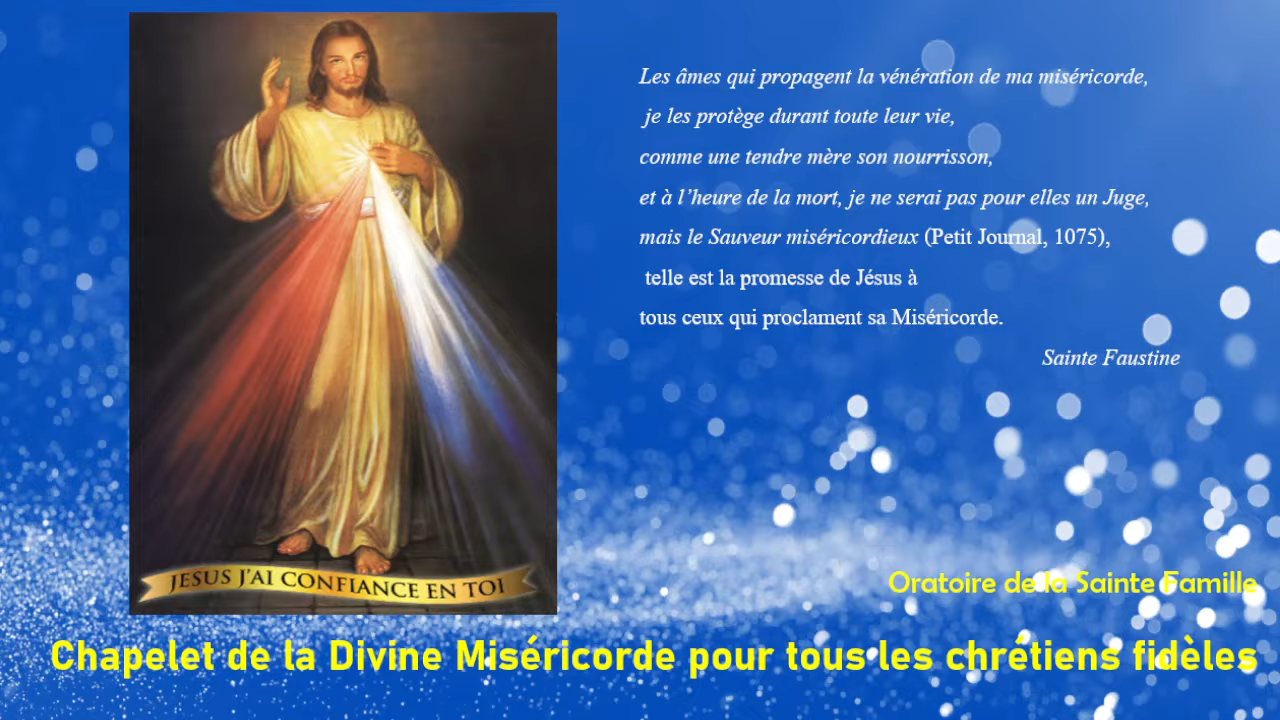 Les âmes qui propagent la vénération de ma miséricorde,
je les protège durant toute leur vie,
comme une tendre mère son nourrisson,
et à l’heure de la mort, je ne serai pas pour elles un Juge,
mais le Sauveur miséricordieux (Petit Journal, 1075),
telle est la promesse de Jésus à
tous ceux qui proclament sa Miséricorde.
Sainte Faustine
JESUS J'AI CONFIANCE EN TOI
Oratoire de la Sainte Famille
Chapelet de la Divine Miséricorde pour tous les chrétiens fidèles